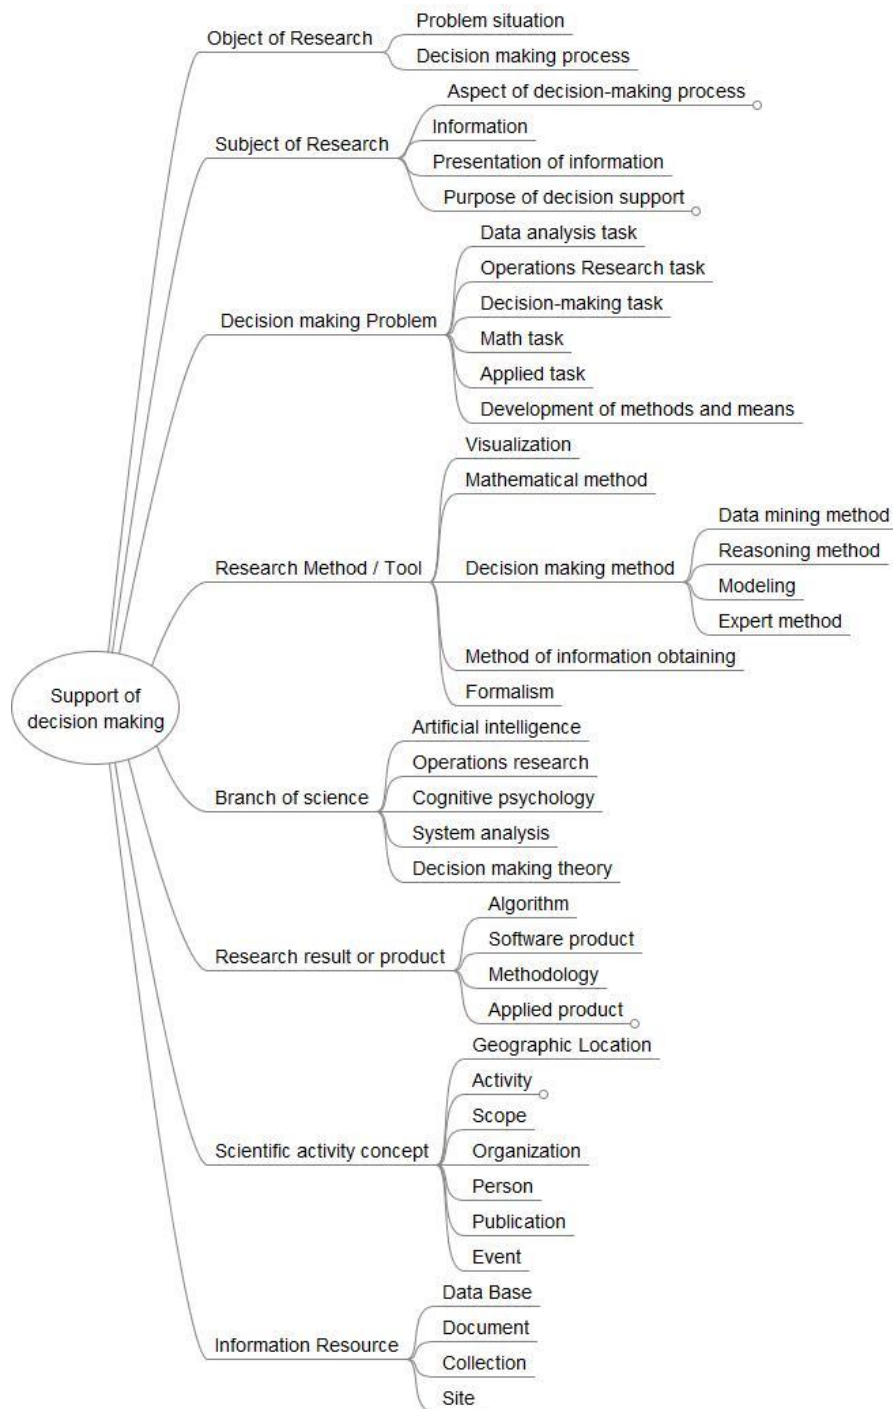 Object of Research
Problem situation
Decision making process
Subject of Research
Aspect of decision-making process
Information
Presentation of information
Purpose of decision support
Decision making Problem
Data analysis task
Operations Research task
Decision-making task
Math task
Applied task
Development of methods and means
Research Method / Tool
Visualization
Mathematical method
Decision making method
Data mining method
Reasoning method
Modeling
Expert method
Method of information obtaining
Formalism
Support of
decision making
Branch of science
Artificial intelligence
Operations research
Cognitive psychology
System analysis
Decision making theory
Research result or product
Algorithm
Software product
Methodology
Applied product
Scientific activity concept
Geographic Location
Activity
Scope
Organization
Person
Publication
Event
Information Resource
Data Base
Document
Collection
Site